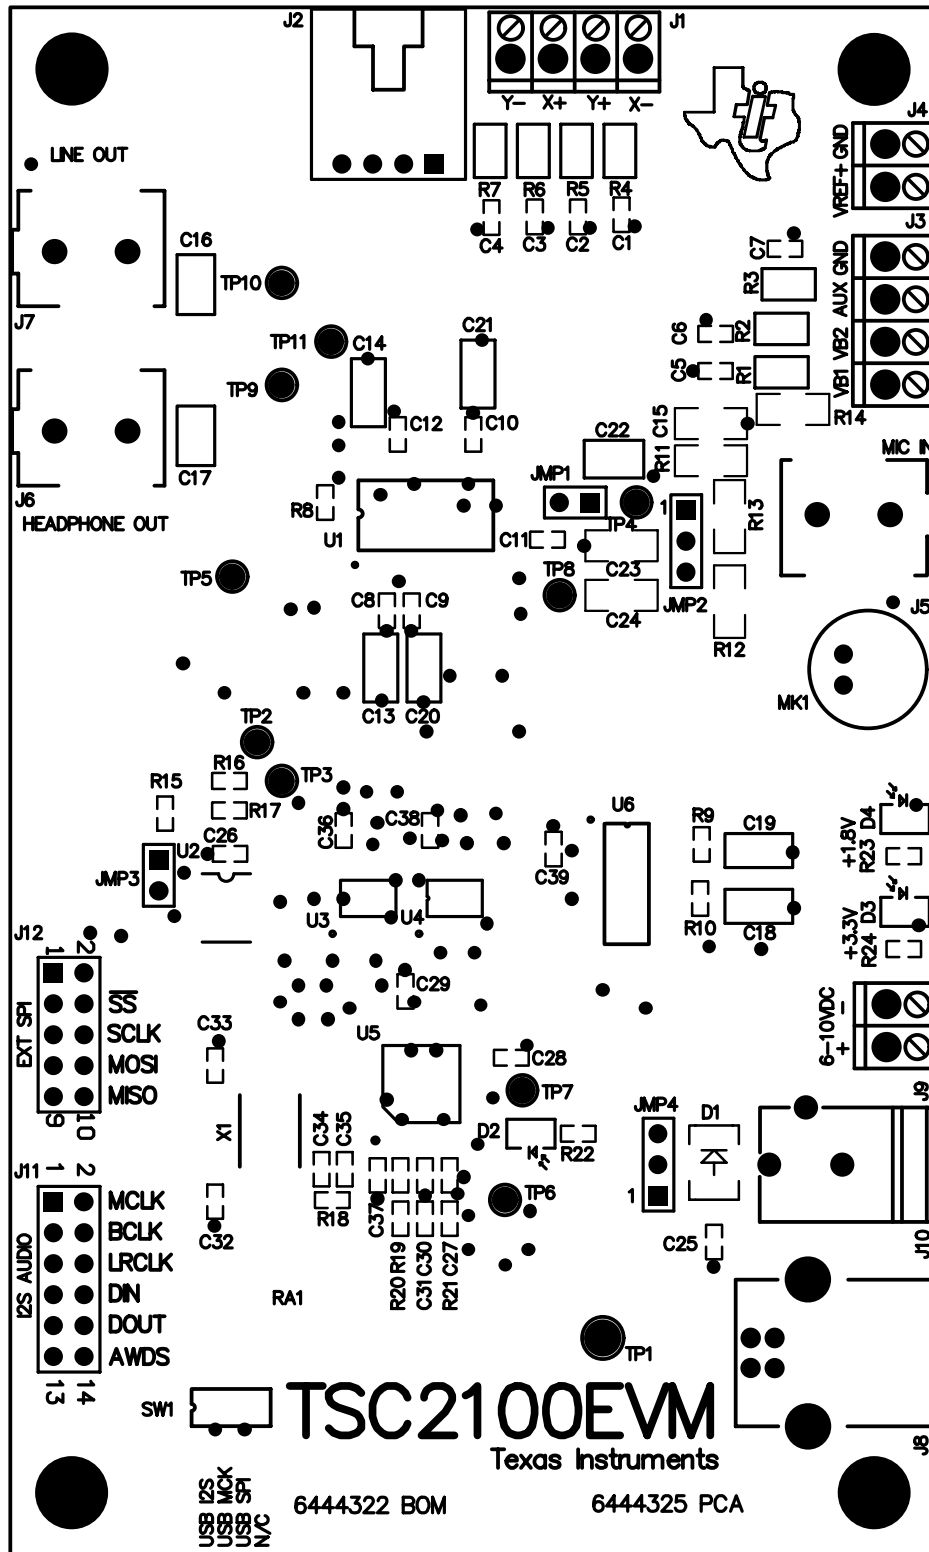 J2
J1
Y- X+ Y+ X-
J4
VREF+ GND
LINE OUT
R7 R6 R5 R4
C4 C3 C2 C1
J3
C16
C7
VB1 VB2 AUX GND
TP10
R3
J7
TP11
C14
C21
C6
R2
TP9
C5
R1
C12
C10
C15
R14
C22
R11
MIC IN
C17
JMP1
J6
R8
1
R13
HEADPHONE OUT
U1
C11
TP4
TP5
TP8
C23
C8 C9
C24
JMP2
J5
R12
C13 C20
MK1
TP2
R16
TP3
R15
R17
U6
R9
C19
D4
+1.8V
R23
C36
C38
C26
U2
JMP3
C39
U3 U4
R10
C18
D3
+3.3V
R24
J12
1 2
C29
EXT SPI
SS
SCLK
MOSI
MISO
9 10
C33
U5
C28
6-10VDC
- +
TP7
J9
X1
C34 C35
D2
R22
JMP4
D1
1
J11
1 2
R18
C37
TP6
C32
C25
J10
I2S AUDIO
MCLK
BCLK
LRCLK
DIN
DOUT
AWDS
13 14
R20 R19 C31 C30 R21 C27
RA1
TP1
SW1
TSC2100EVM
J8
Texas Instruments
USB I2S
USB MCK
USB SPI
N/C
6444322 BOM
6444325 PCA